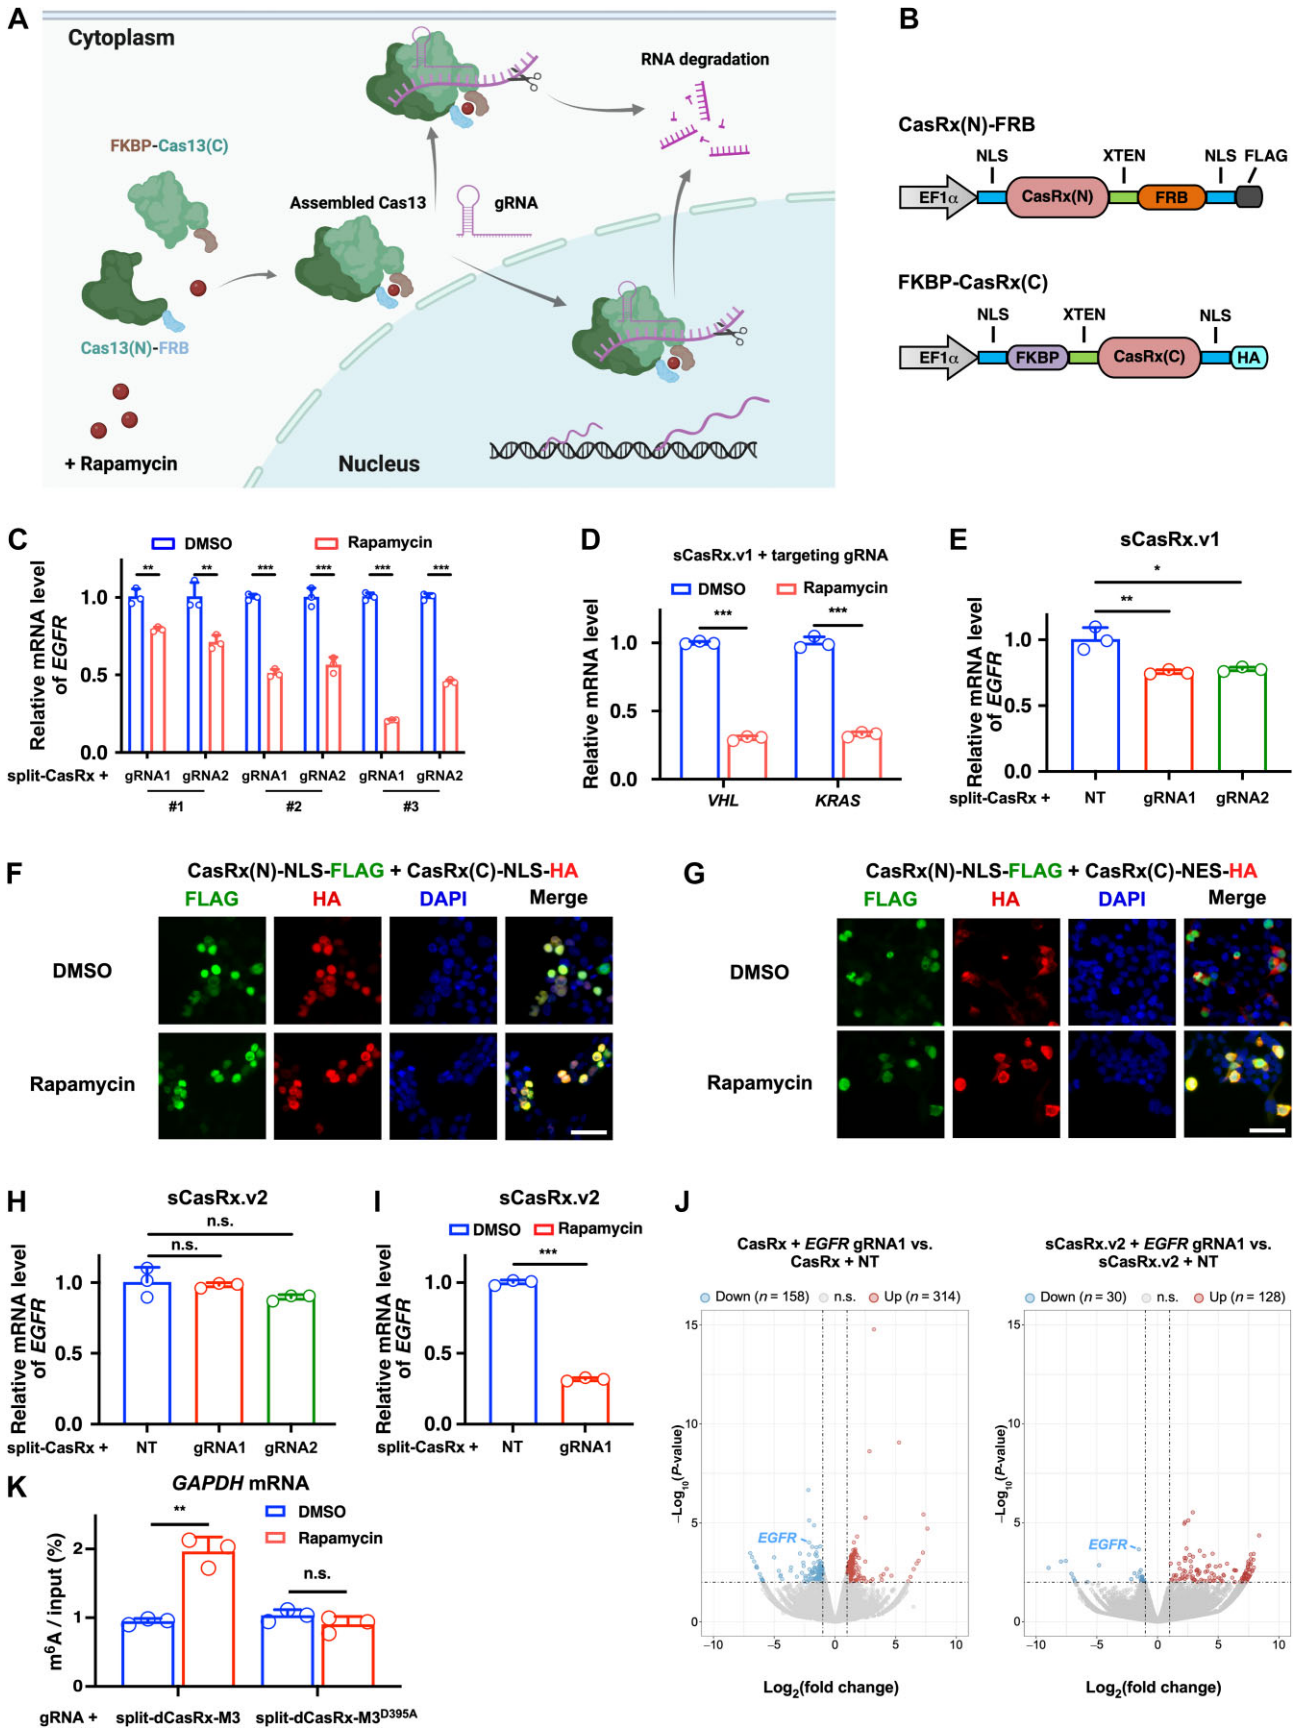 A
Cytoplasm
RNA degradation
FKBP-Cas13(C)
Assembled Cas13
gRNA
Cas13(N)-FRB
+ Rapamycin
Nucleus
B
CasRx(N)-FRB
NLS
XTEN
NLS
FLAG
EF1α
CasRx(N)
FRB
FKBP-CasRx(C)
NLS
XTEN
NLS
EF1α
FKBP
CasRx(C)
HA
C
DMSO
Rapamycin
** ** *** *** *** ***
Relative mRNA level
of EGFR
1.0
0.5
0.0
split-CasRx +
gRNA1 gRNA2 gRNA1 gRNA2 gRNA1 gRNA2
#1 #2 #3
D
sCasRx.v1 + targeting gRNA
DMSO
Rapamycin
*** ***
Relative mRNA level
1.0
0.5
0.0
VHL KRAS
E
sCasRx.v1
*
**
Relative mRNA level
of EGFR
1.0
0.5
0.0
split-CasRx +
NT gRNA1 gRNA2
F
CasRx(N)-NLS-FLAG + CasRx(C)-NLS-HA
FLAG HA DAPI Merge
DMSO
Rapamycin
G
CasRx(N)-NLS-FLAG + CasRx(C)-NES-HA
FLAG HA DAPI Merge
DMSO
Rapamycin
H
sCasRx.v2
n.s.
n.s.
Relative mRNA level
of EGFR
1.0
0.5
0.0
split-CasRx +
NT gRNA1 gRNA2
I
sCasRx.v2
DMSO
Rapamycin
***
Relative mRNA level
of EGFR
1.0
0.5
0.0
split-CasRx +
NT gRNA1
J
CasRx + EGFR gRNA1 vs.
CasRx + NT
Down (n = 158) n.s. Up (n = 314)
−Log10(P-value)
15
10
5
0
EGFR
−10 −5 0 5 10
Log2(fold change)
sCasRx.v2 + EGFR gRNA1 vs.
sCasRx.v2 + NT
Down (n = 30) n.s. Up (n = 128)
−Log10(P-value)
15
10
5
0
EGFR
−10 −5 0 5 10
Log2(fold change)
K
GAPDH mRNA
DMSO
Rapamycin
**
n.s.
m6A / input (%)
2
1
0
gRNA +
split-dCasRx-M3 split-dCasRx-M3D395A